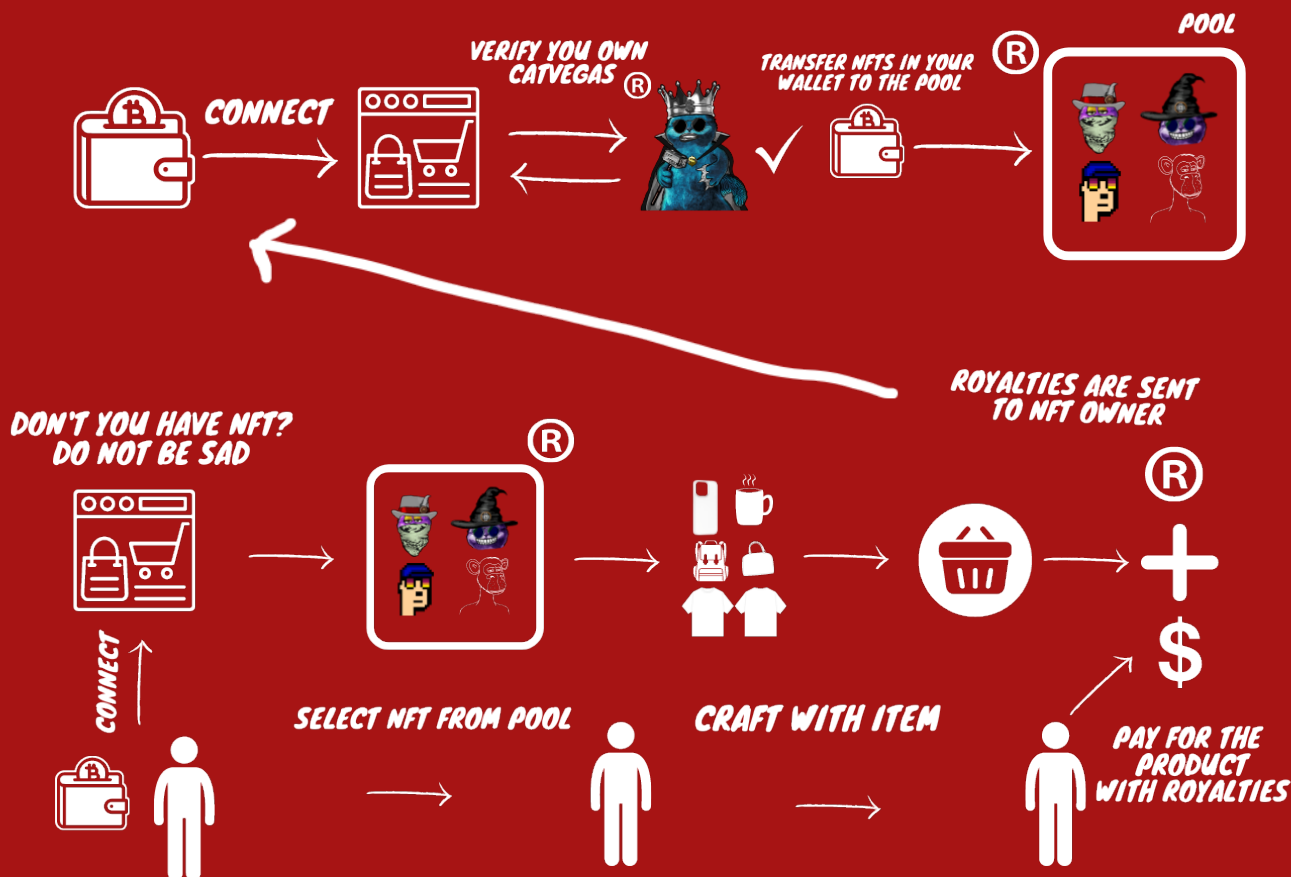 POOL
VERIFY YOU OWN
CATVEGAS
®
TRANSFER NFTS IN YOUR
WALLET TO THE POOL
®
CONNECT
ROYALTIES ARE SENT
TO NFT OWNER
DON'T YOU HAVE NFT?
DO NOT BE SAD
®
®
$
CONNECT
SELECT NFT FROM POOL
CRAFT WITH ITEM
PAY FOR THE
PRODUCT
WITH ROYALTIES